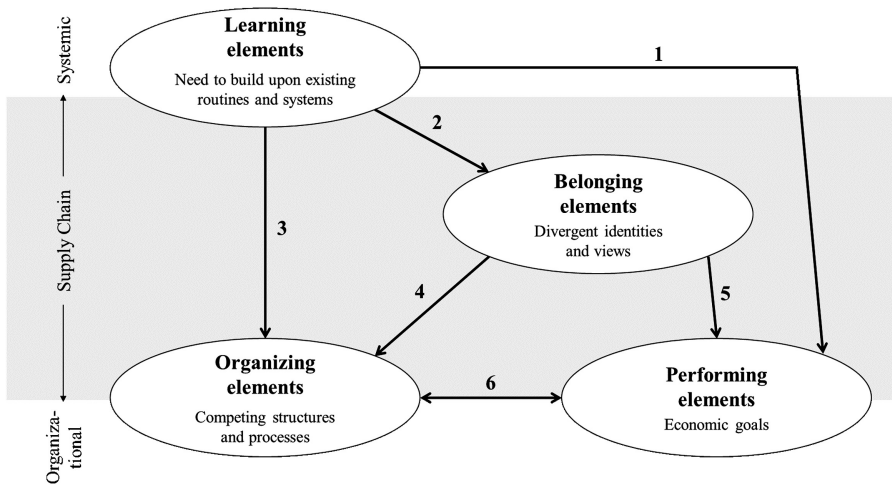 Systemic
Supply Chain
Organiza-
tional
Learning
elements
Need to build upon existing
routines and systems
1
2
Belonging
elements
Divergent identities
and views
3
4
5
Organizing
elements
Competing structures
and processes
6
Performing
elements
Economic goals